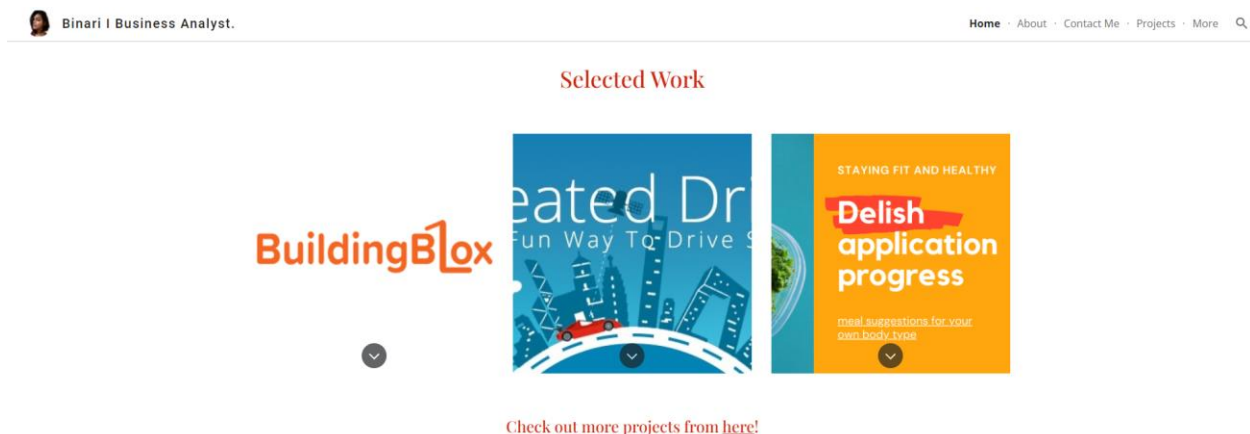 Binari I Business Analyst.
Home · About · Contact Me · Projects · More
Selected Work
BuildingBlox
eated Dri
Fun Way To Drive S
STAYING FIT AND HEALTHY
Delish
application
progress
meal suggestions for your
own body type
Check out more projects from here!